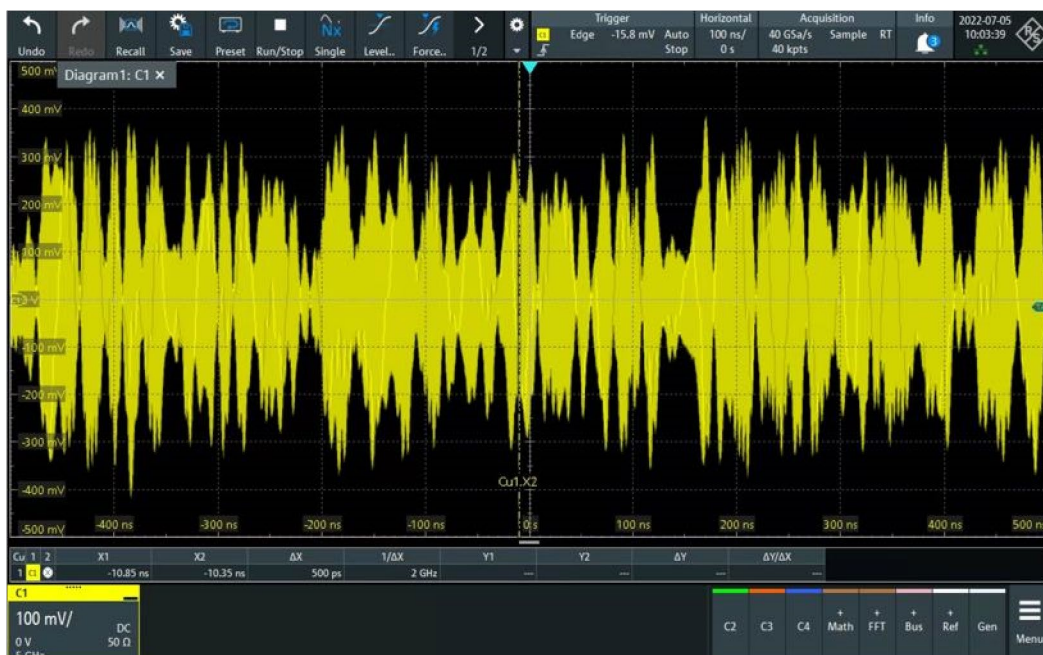 Trigger Horizontal Acquisition Info 2022-07-05
Edge -15.8 mV Auto 100 ns/ 40 GSa/s Sample RT 3 10:03:39
Stop 0 s 40 kpts
C1
R&S
Undo Redo Recall Save Preset Run/Stop Nx Single Level.. Force.. 1/2
500 mV
Diagram1: C1 ×
400 mV
300 mV
200 mV
100 mV
-100 mV
-200 mV
-300 mV
-400 mV
Cu1.X2
-500 mV -400 ns -300 ns -200 ns -100 ns 0 s 100 ns 200 ns 300 ns 400 ns 500 ns
Cu 1 2 X1 X2 ΔX 1/ΔX Y1 Y2 ΔY ΔY/ΔX
1 C1 -10.85 ns -10.35 ns 500 ps 2 GHz --- --- --- ---
C1
100 mV/
DC
0 V 50 Ω
5 GHz
C2 C3 C4 + Math + FFT + Bus + Ref Gen Menu